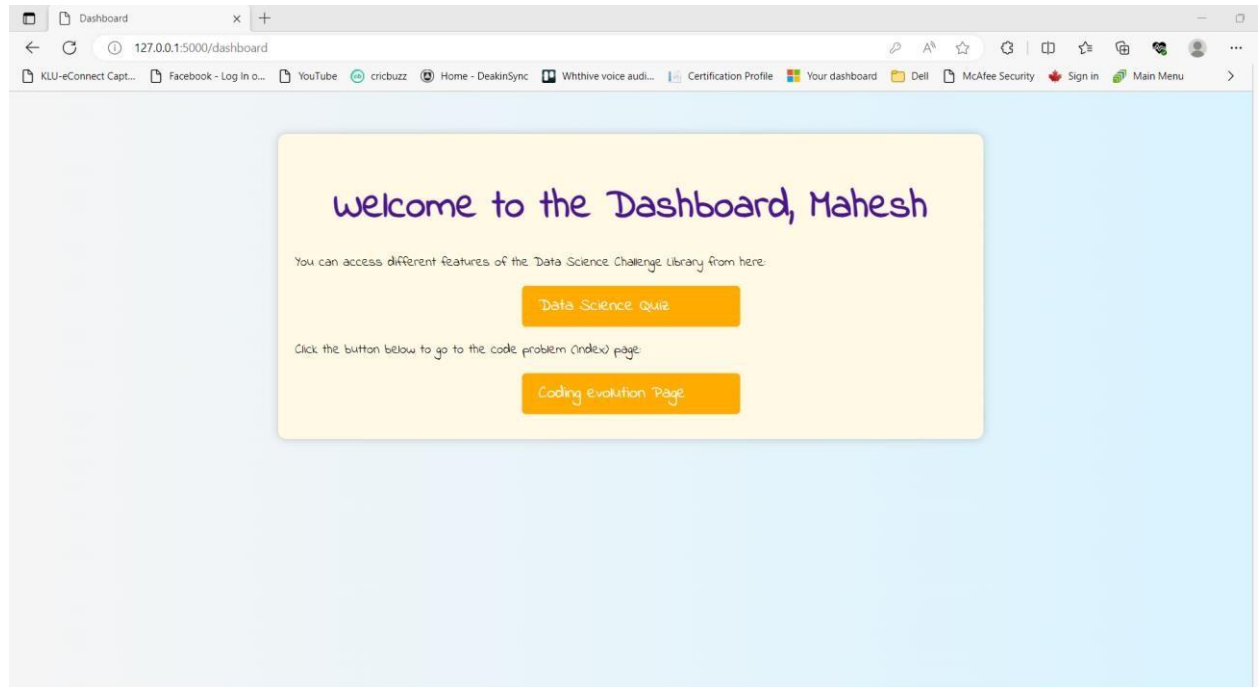 Dashboard
127.0.0.1:5000/dashboard
KLU-eConnect Capt... Facebook - Log In o... YouTube cricbuzz Home - DeakinSync Whthive voice audi... Certification Profile Your dashboard Dell McAfee Security Sign in Main Menu
Welcome to the Dashboard, Mahesh
You can access different features of the Data Science Challenge Library from here:
Data Science Quiz
Click the button below to go to the code problem (index) page:
Coding evolution Page